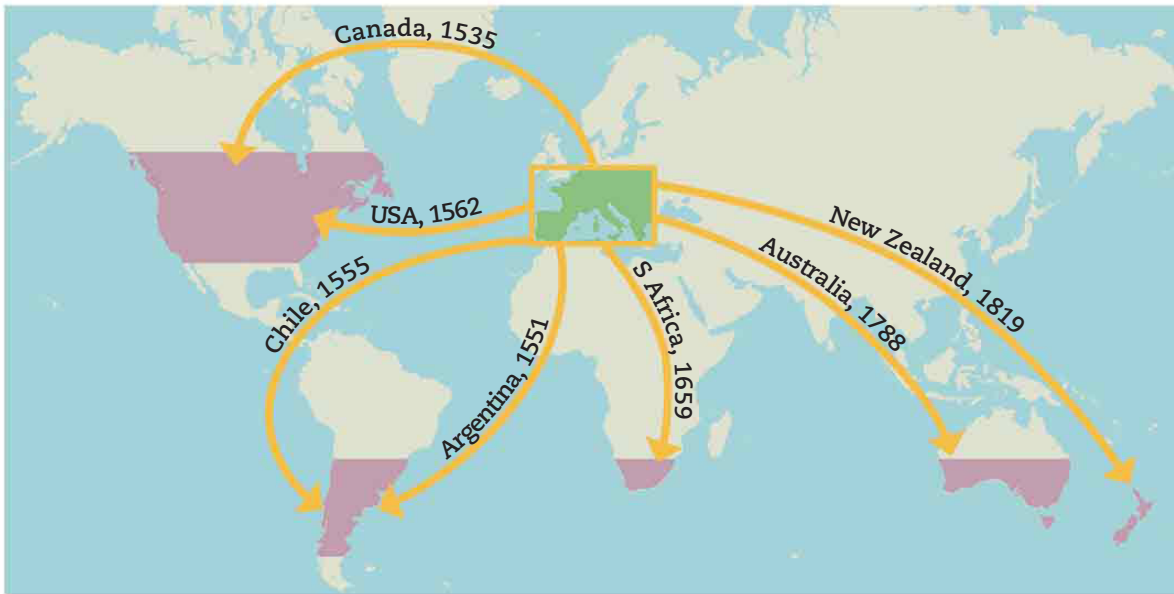 Canada, 1535
USA, 1562
Chile, 1555
Argentina, 1551
S Africa, 1659
Australia, 1788
New Zealand, 1819